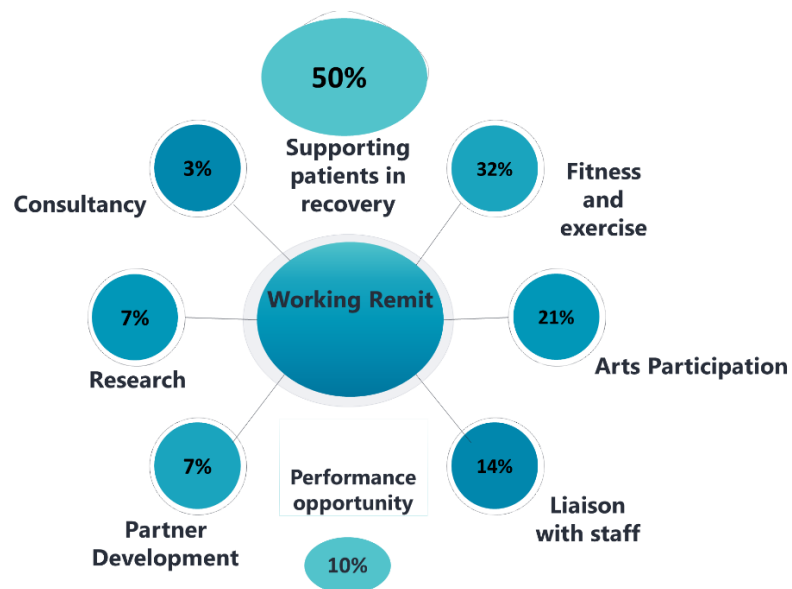 50%
Supporting
patients in
recovery
3%
Consultancy
32%
Fitness
and
exercise
Working Remit
7%
Research
21%
Arts Participation
7%
Partner
Development
Performance
opportunity
10%
14%
Liaison
with staff